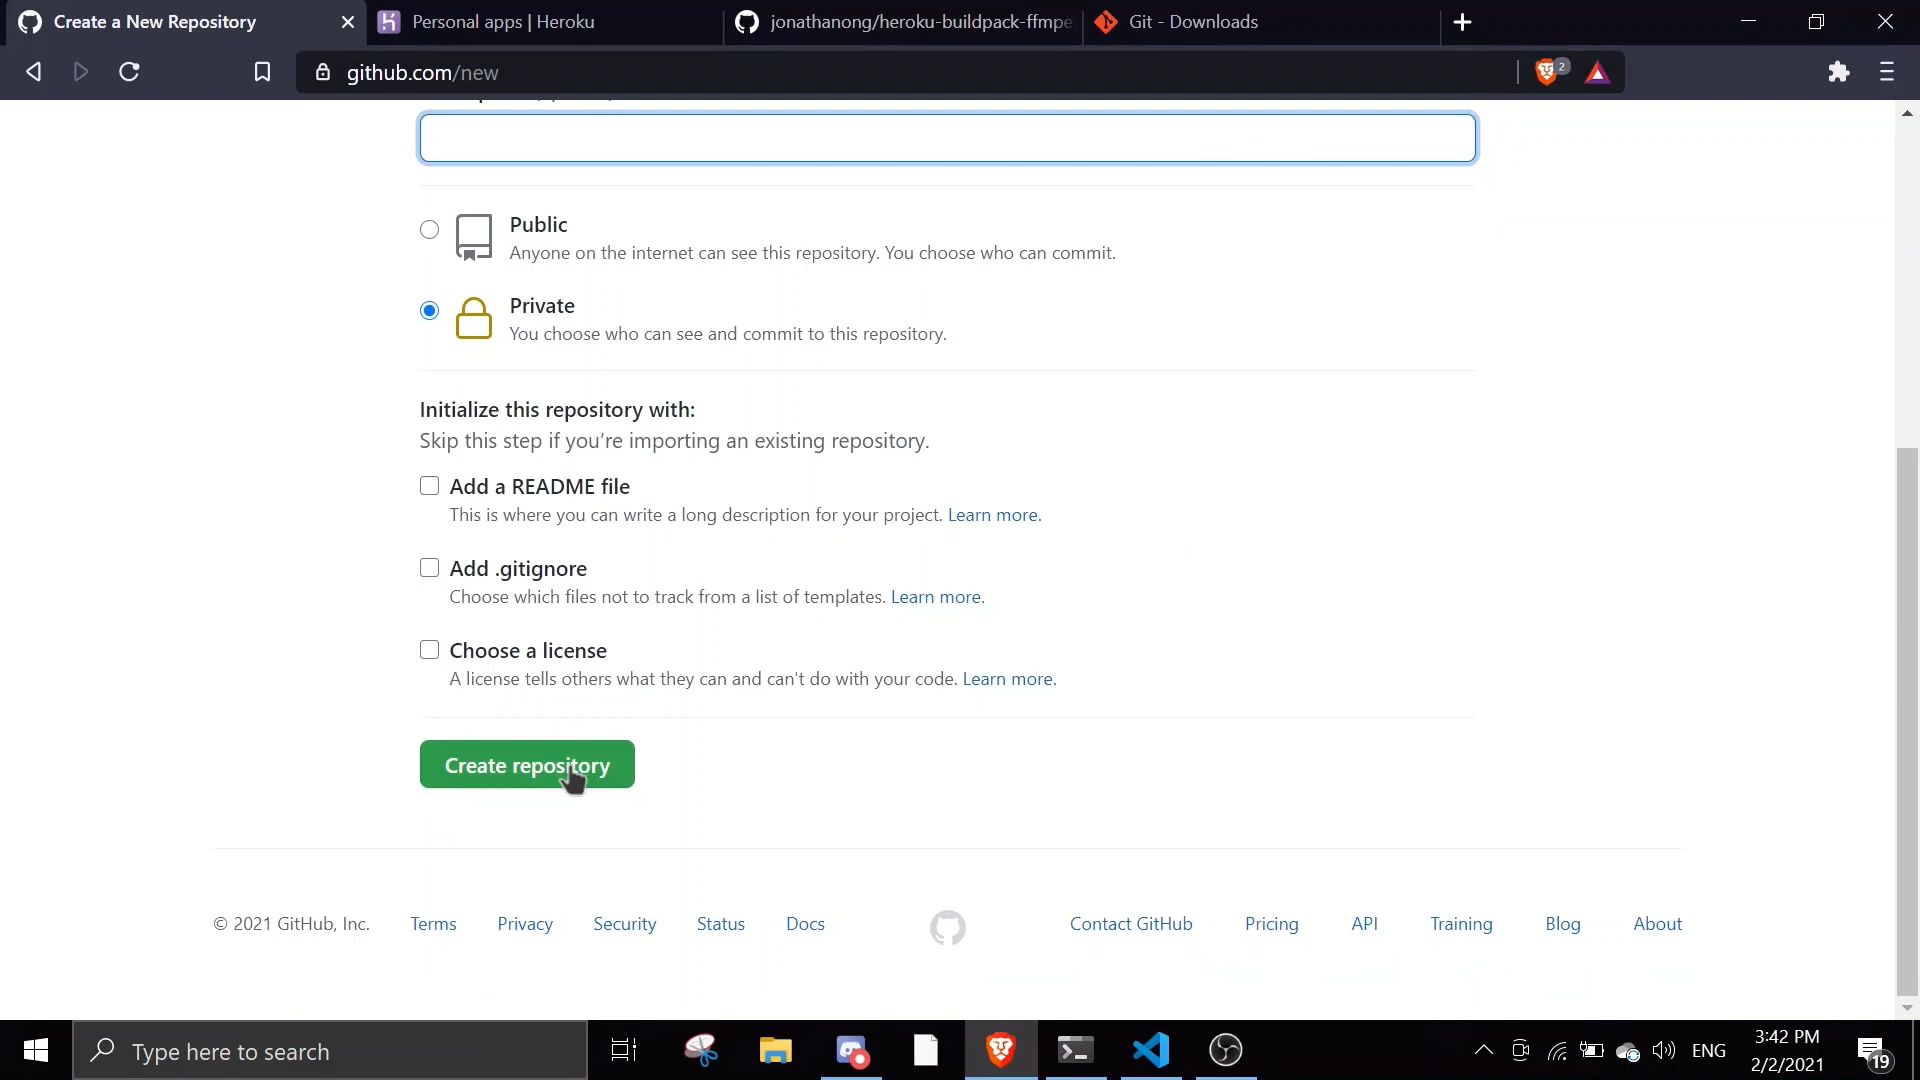 Create a New Repository
Personal apps | Heroku
jonathanong/heroku-buildpack-ffmpe
Git - Downloads
github.com/new
2
Public
Anyone on the internet can see this repository. You choose who can commit.
Private
You choose who can see and commit to this repository.
Initialize this repository with:
Skip this step if you’re importing an existing repository.
Add a README file
This is where you can write a long description for your project. Learn more.
Add .gitignore
Choose which files not to track from a list of templates. Learn more.
Choose a license
A license tells others what they can and can't do with your code. Learn more.
Create repository
© 2021 GitHub, Inc. Terms Privacy Security Status Docs Contact GitHub Pricing API Training Blog About
Type here to search
ENG
3:42 PM
2/2/2021
19